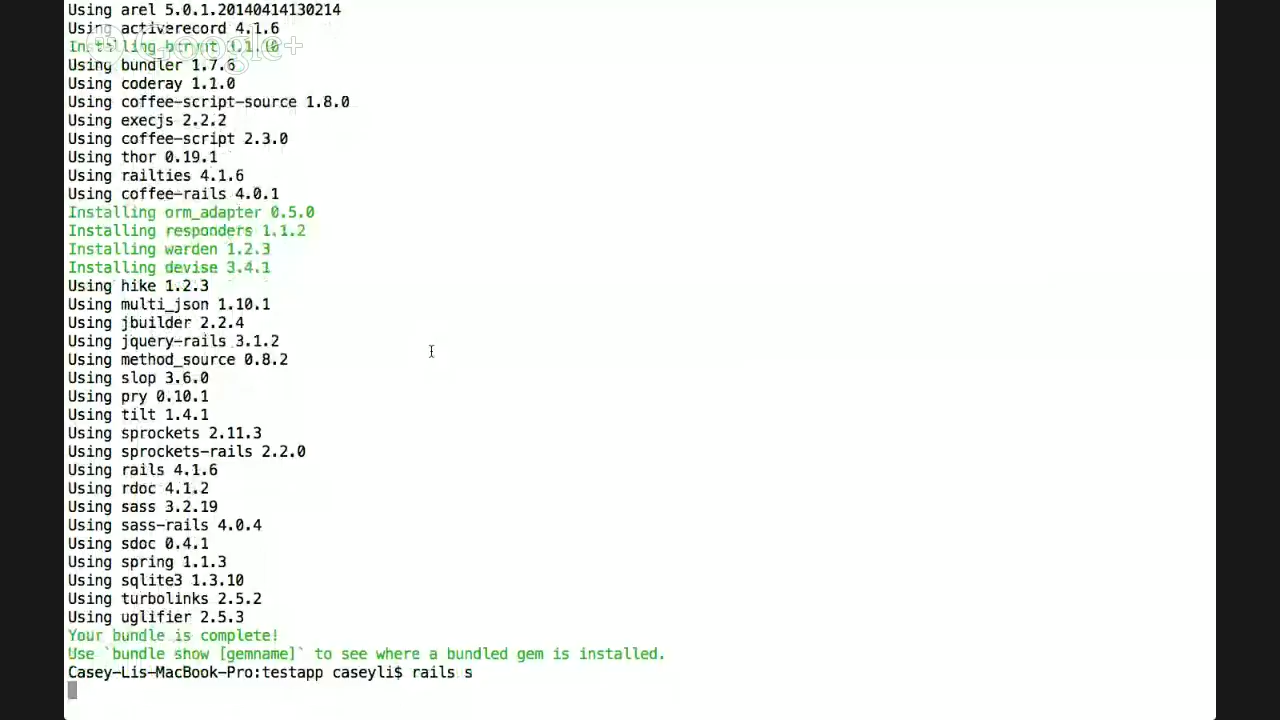 Using arel 5.0.1.20140414130214
Using activerecord 4.1.6
Installing bcrypt 3.1.10
Google+
Using bundler 1.7.6
Using coderay 1.1.0
Using coffee-script-source 1.8.0
Using execjs 2.2.2
Using coffee-script 2.3.0
Using thor 0.19.1
Using railties 4.1.6
Using coffee-rails 4.0.1
Installing orm_adapter 0.5.0
Installing responders 1.1.2
Installing warden 1.2.3
Installing devise 3.4.1
Using hike 1.2.3
Using multi_json 1.10.1
Using jbuilder 2.2.4
Using jquery-rails 3.1.2
Using method_source 0.8.2
Using slop 3.6.0
Using pry 0.10.1
Using tilt 1.4.1
Using sprockets 2.11.3
Using sprockets-rails 2.2.0
Using rails 4.1.6
Using rdoc 4.1.2
Using sass 3.2.19
Using sass-rails 4.0.4
Using sdoc 0.4.1
Using spring 1.1.3
Using sqlite3 1.3.10
Using turbolinks 2.5.2
Using uglifier 2.5.3
Your bundle is complete!
Use `bundle show [gemname]` to see where a bundled gem is installed.
Casey-Lis-MacBook-Pro:testapp caseyli$ rails s